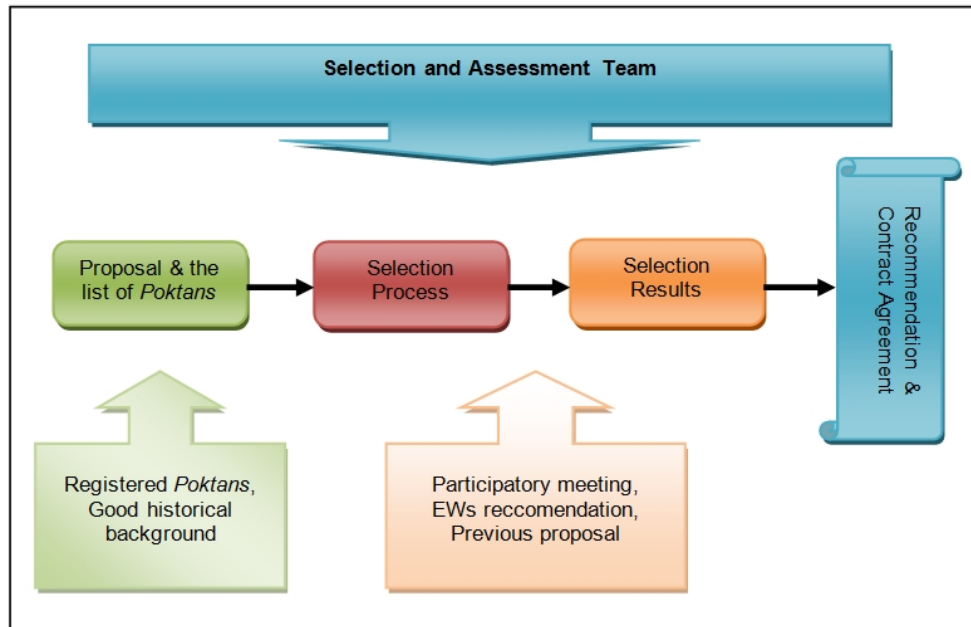 Selection and Assessment Team
Proposal & the
list of Poktans
Selection
Process
Selection
Results
Recommendation &
Contract Agreement
Registered Poktans,
Good historical
background
Participatory meeting,
EWs reccomendation,
Previous proposal